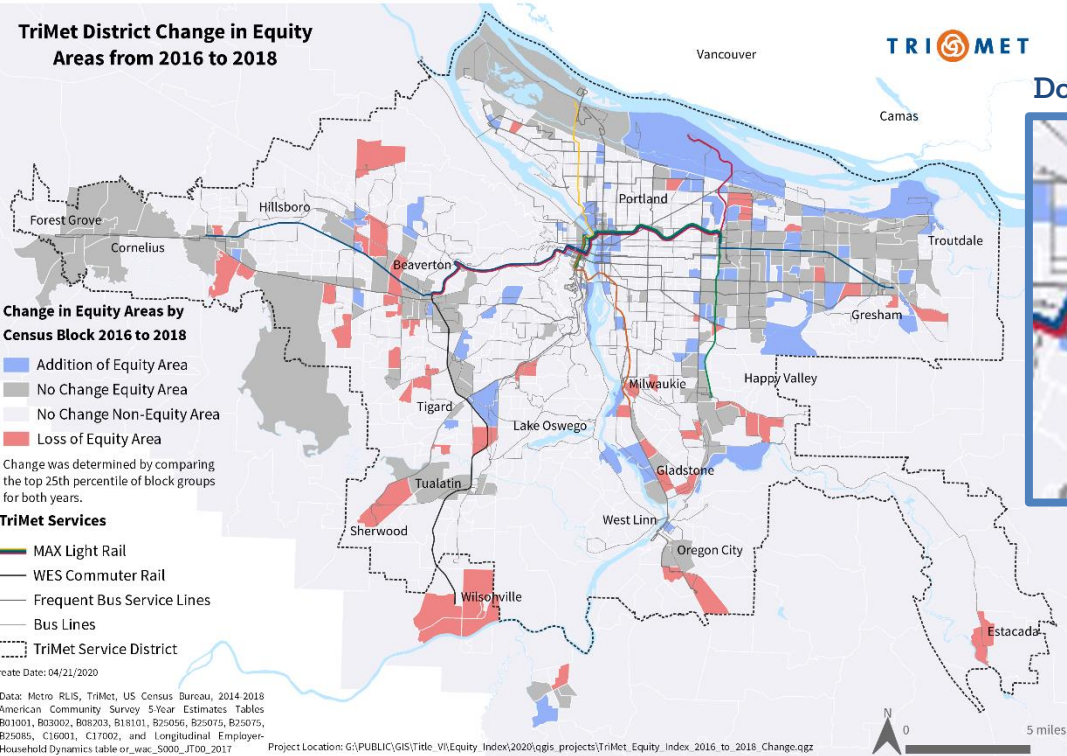 TriMet District Change in Equity
Areas from 2016 to 2018
TRI MET
Vancouver
Camas
Do
Portland
Hillsboro
Forest Grove
Cornelius
Beaverton
Troutdale
Gresham
Milwaukie
Happy Valley
Tigard
Lake Oswego
Gladstone
Tualatin
Sherwood
West Linn
Oregon City
Wilsonville
Estacada
Change in Equity Areas by
Census Block 2016 to 2018
Addition of Equity Area
No Change Equity Area
No Change Non-Equity Area
Loss of Equity Area
Change was determined by comparing
the top 25th percentile of block groups
for both years.
TriMet Services
MAX Light Rail
WES Commuter Rail
Frequent Bus Service Lines
Bus Lines
TriMet Service District
reate Date: 04/21/2020
Data: Metro RLIS, TriMet, US Census Bureau, 2014-2018
American Community Survey 5-Year Estimates Tables
B01001, B03002, B08203, B18101, B25056, B25075, B25075,
B25085, C16001, C17002, and Longitudinal Employer-
Household Dynamics table or_wac_S000_JT00_2017
Project Location: G:\PUBLIC\GIS\Title_VI\Equity_Index\2020\qgis_projects\TriMet_Equity_Index_2016_to_2018_Change.qgz
N
0
5 miles